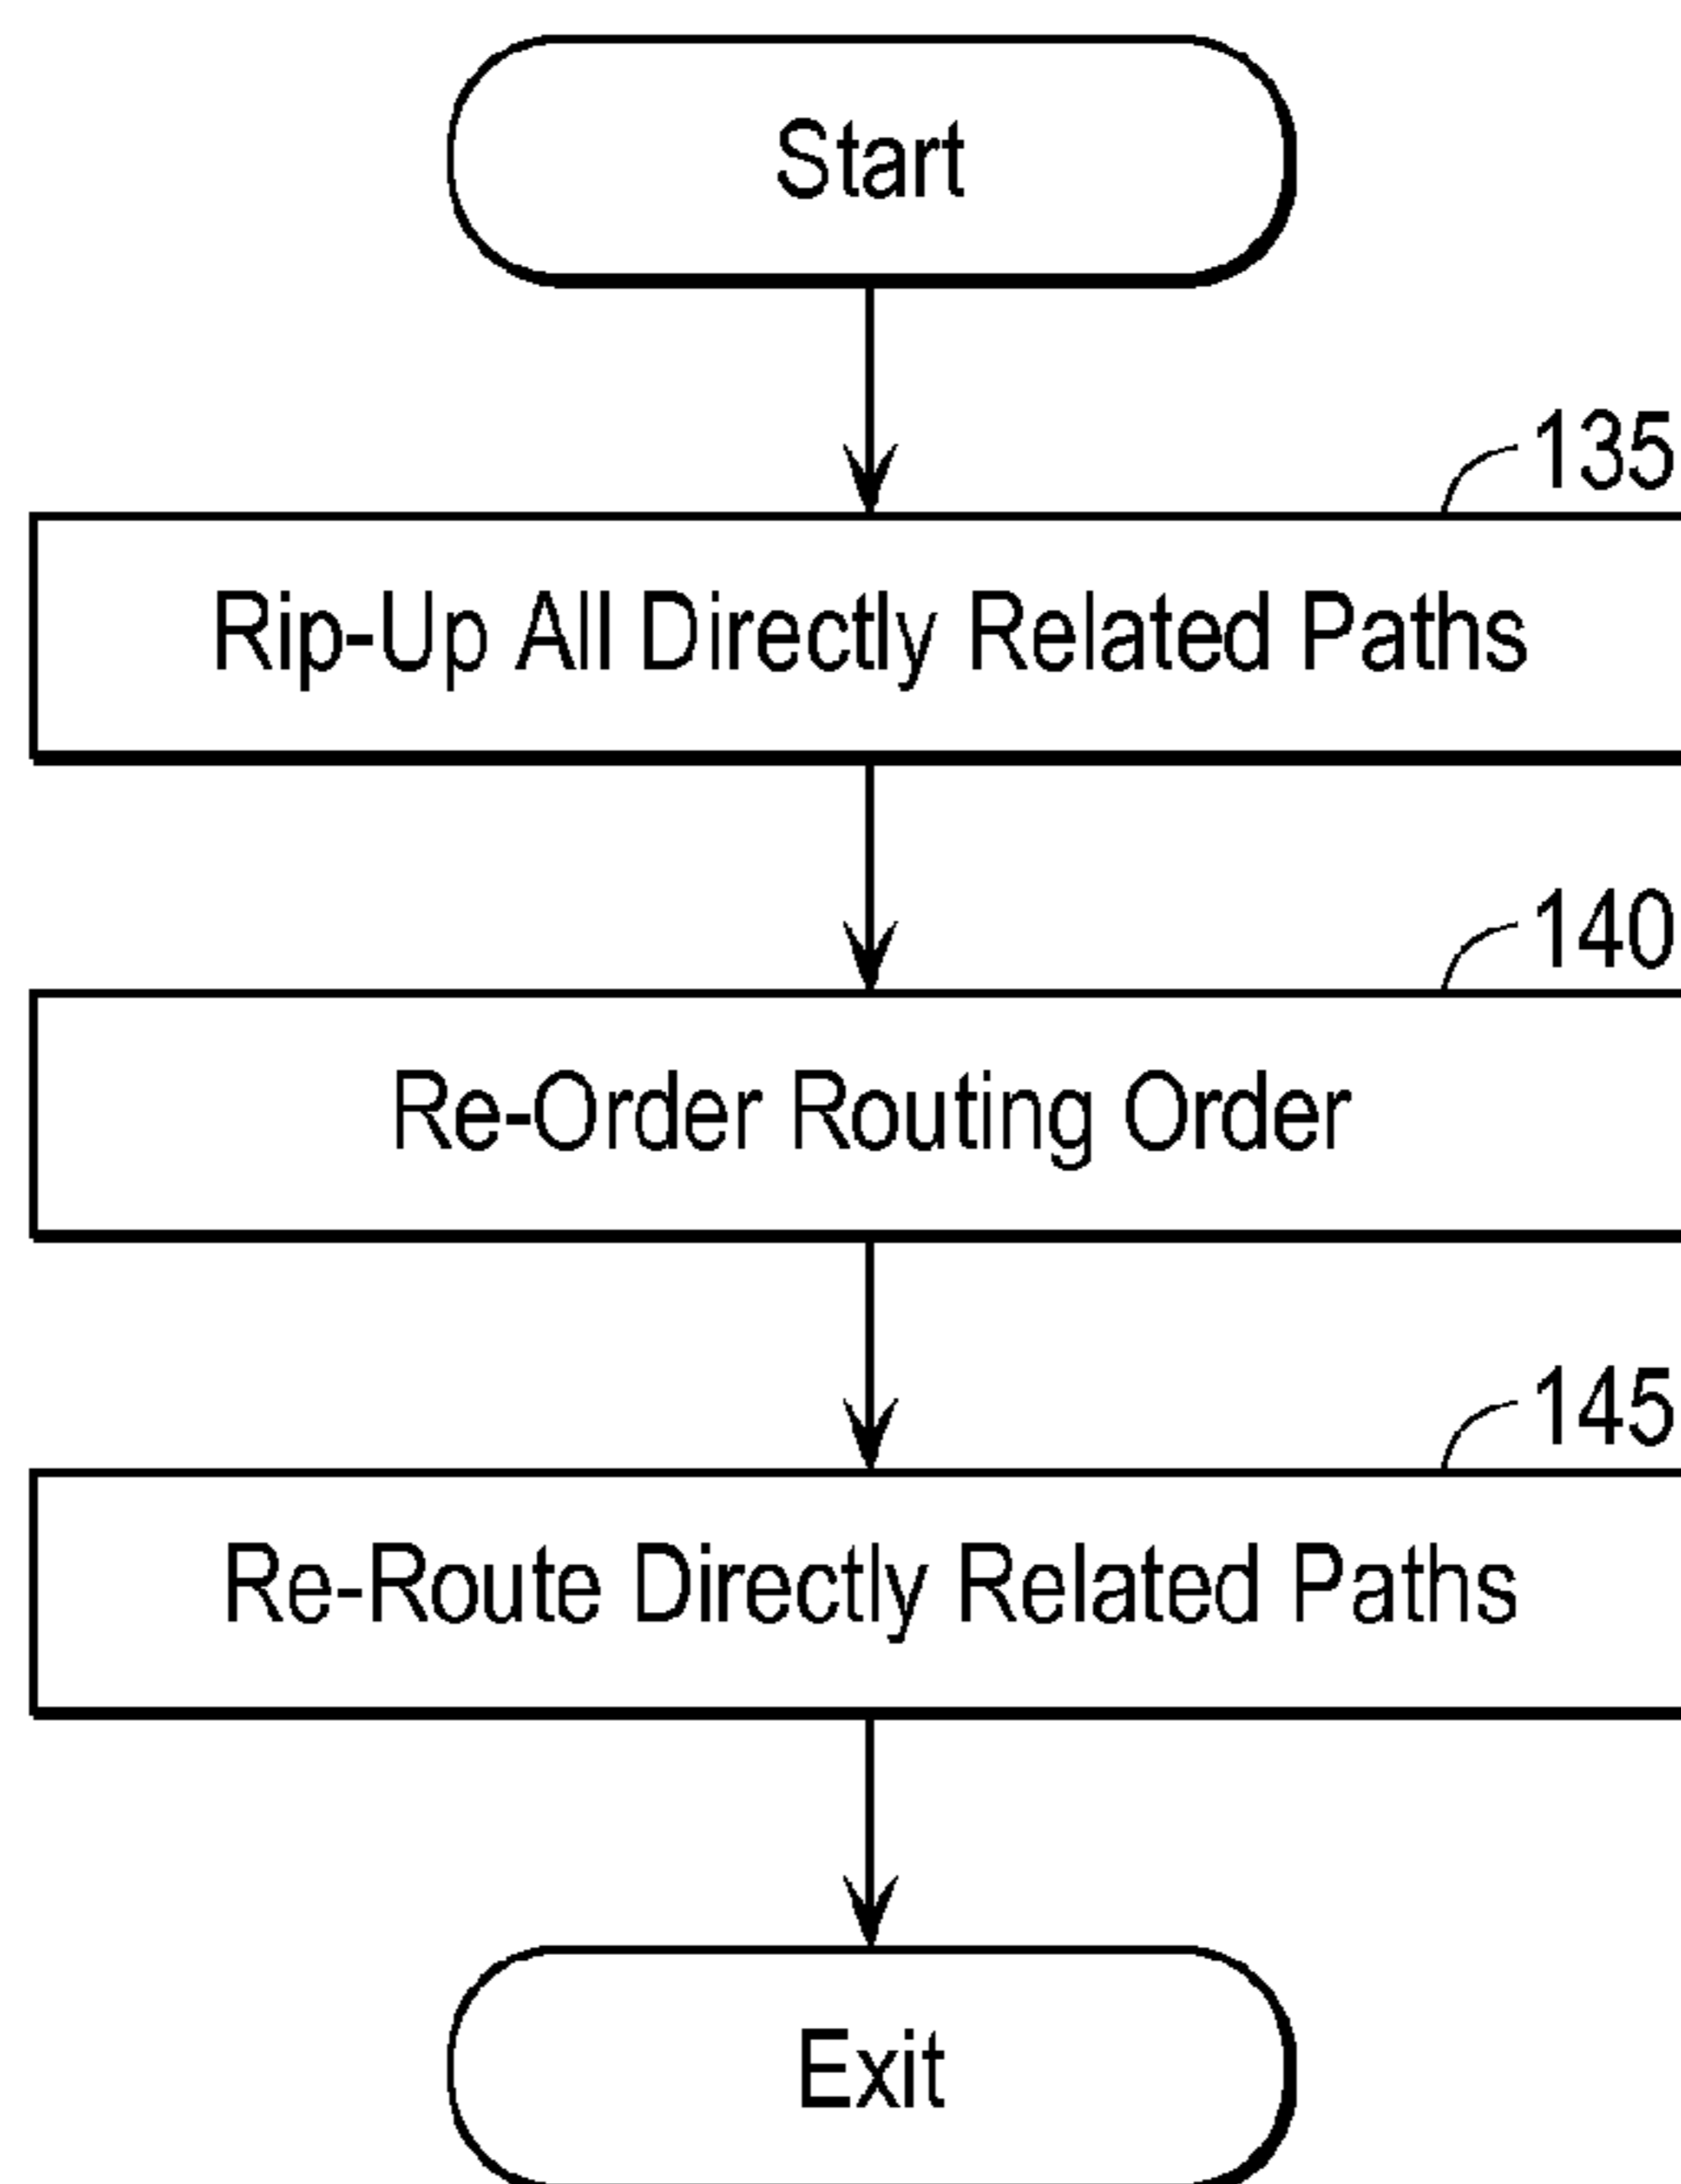 Start
135
Rip-Up All Directly Related Paths
140
Re-Order Routing Order
145
Re-Route Directly Related Paths
Exit